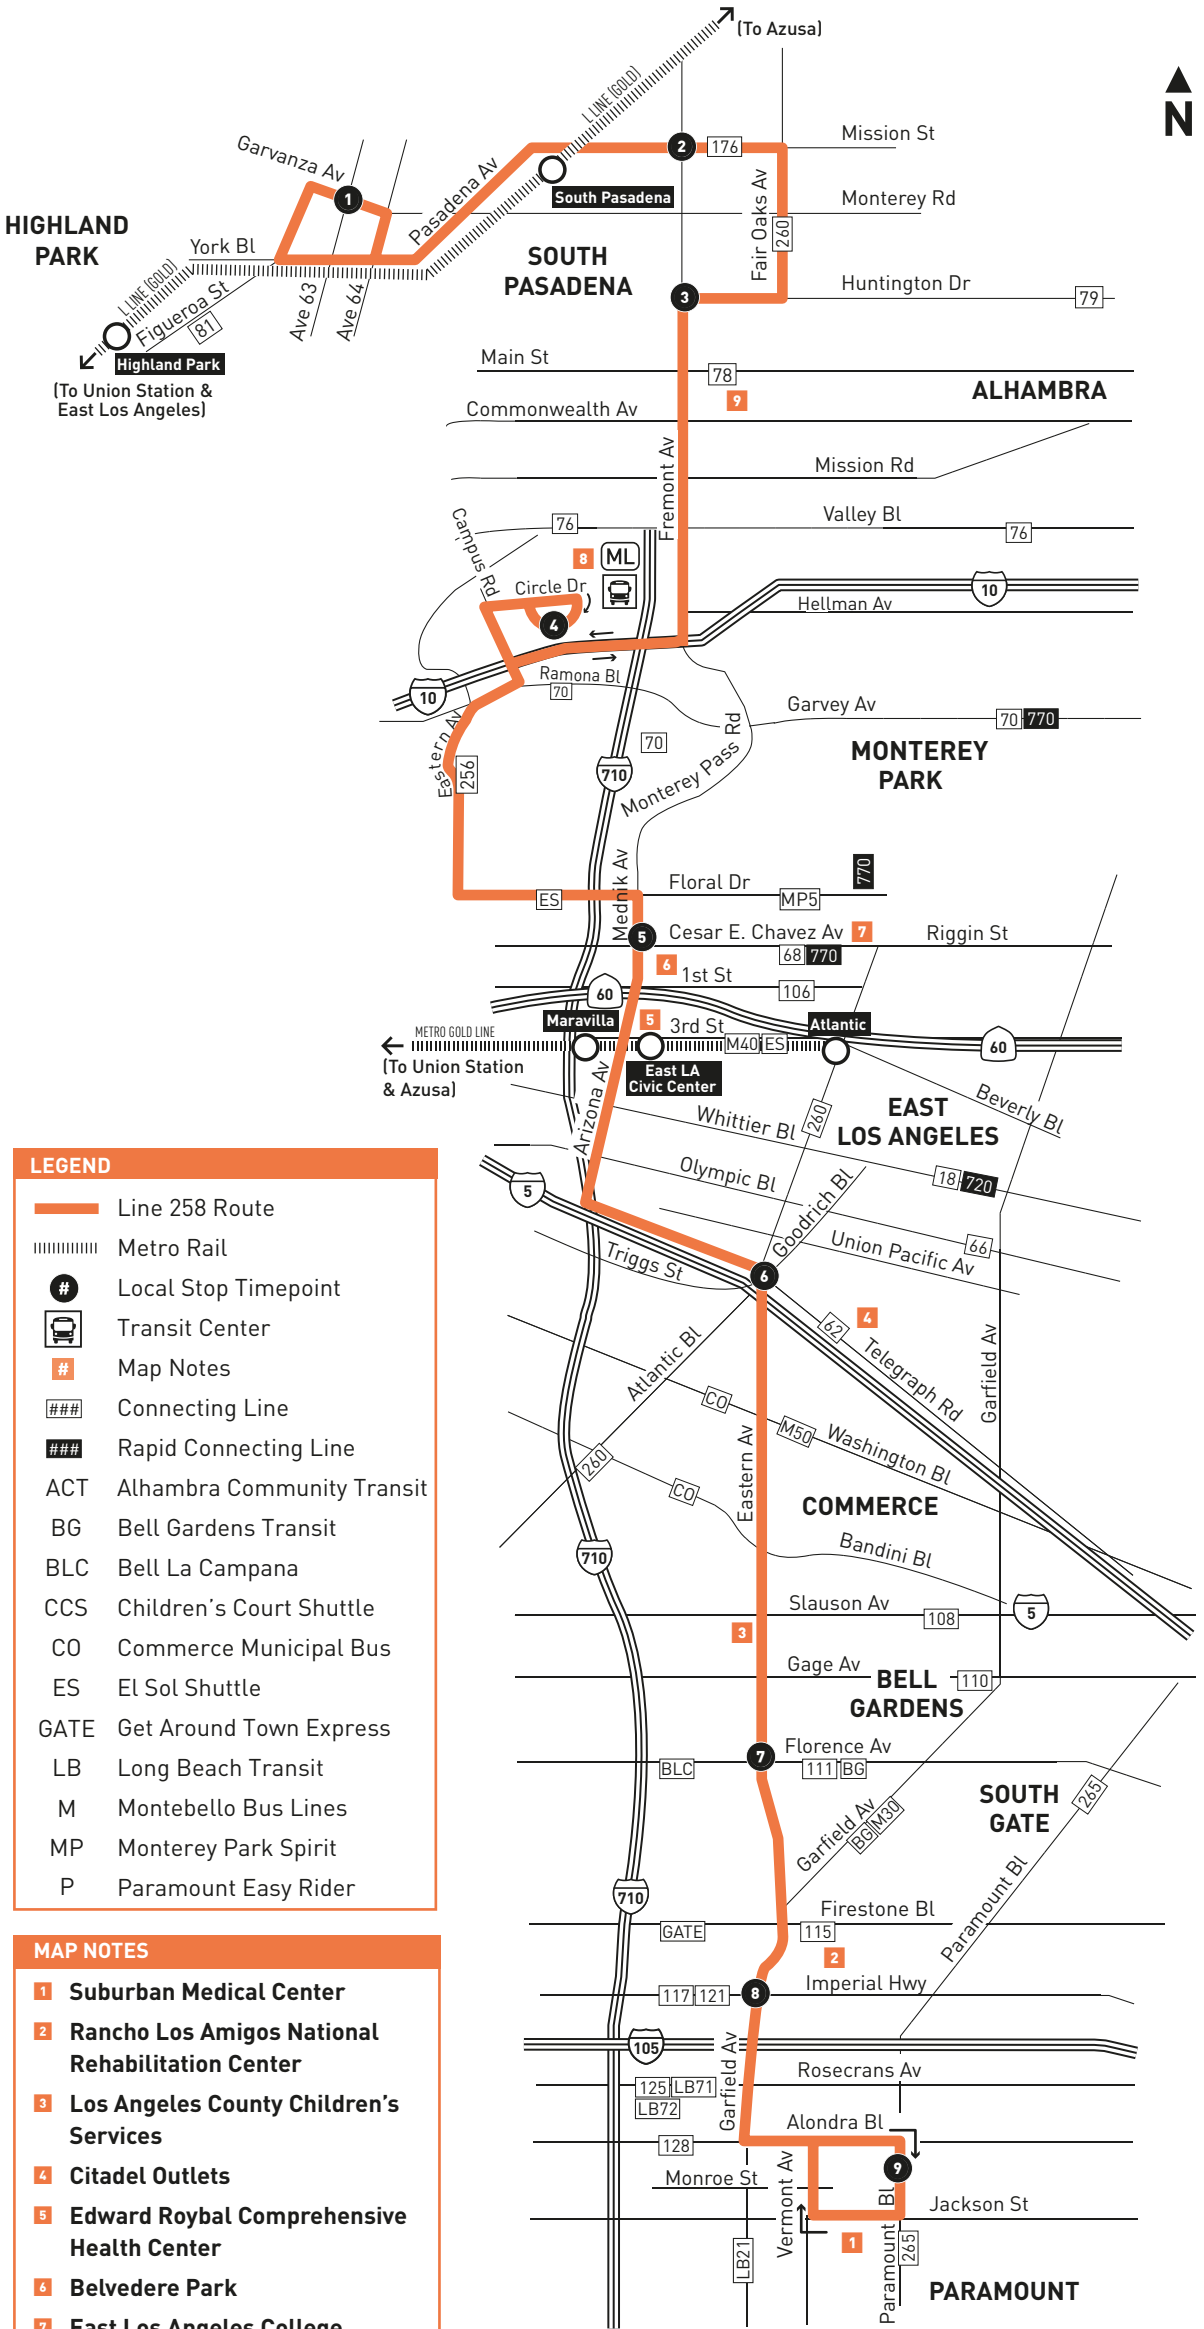 (To Azusa)
L LINE (GOLD)
N
Mission St
2
176
Garvanza Av
1
Pasadena Av
South Pasadena
Monterey Rd
Fair Oaks Av
260
HIGHLAND
PARK
York Bl
SOUTH
PASADENA
L LINE (GOLD)
Figueroa St
81
Ave 63
Ave 64
Huntington Dr
79
3
Highland Park
(To Union Station &
East Los Angeles)
Main St
78
9
ALHAMBRA
Commonwealth Av
Fremont Av
Mission Rd
Valley Bl
76
76
Campus Rd
8
ML
Circle Dr
4
10
Hellman Av
Ramona Bl
70
10
Garvey Av
70
770
Eastern Av
256
70
Monterey Pass Rd
710
MONTEREY
PARK
Mednik Av
Floral Dr
770
ES
MP5
5
Cesar E. Chavez Av
7
Riggin St
68
770
6
1st St
106
60
Maravilla
5
3rd St
Atlantic
METRO GOLD LINE
M40
ES
60
(To Union Station
& Azusa)
East LA
Civic Center
Arizona Av
Whittier Bl
260
EAST
LOS ANGELES
Beverly Bl
Olympic Bl
18
720
5
Goodrich Bl
Union Pacific Av
66
Triggs St
6
62
4
Telegraph Rd
Atlantic Bl
Garfield Av
CO
M50
Washington Bl
260
CO
Eastern Av
COMMERCE
Bandini Bl
710
Slauson Av
108
5
3
Gage Av
BELL
GARDENS
110
7
Florence Av
BLC
111
BG
SOUTH
GATE
265
Garfield Av
BG
M30
Paramount Bl
710
Firestone Bl
GATE
115
2
Imperial Hwy
117
121
8
105
Garfield Av
Rosecrans Av
125
LB71
LB72
Alondra Bl
128
9
Monroe St
Vermont Av
Jackson St
1
Paramount Bl
265
LB21
PARAMOUNT
LEGEND
Line 258 Route
Metro Rail
# Local Stop Timepoint
Transit Center
# Map Notes
### Connecting Line
### Rapid Connecting Line
ACT Alhambra Community Transit
BG Bell Gardens Transit
BLC Bell La Campana
CCS Children’s Court Shuttle
CO Commerce Municipal Bus
ES El Sol Shuttle
GATE Get Around Town Express
LB Long Beach Transit
M Montebello Bus Lines
MP Monterey Park Spirit
P Paramount Easy Rider
MAP NOTES
1 Suburban Medical Center
2 Rancho Los Amigos National
Rehabilitation Center
3 Los Angeles County Children’s
Services
4 Citadel Outlets
5 Edward Roybal Comprehensive
Health Center
6 Belvedere Park
7 East Los Angeles College